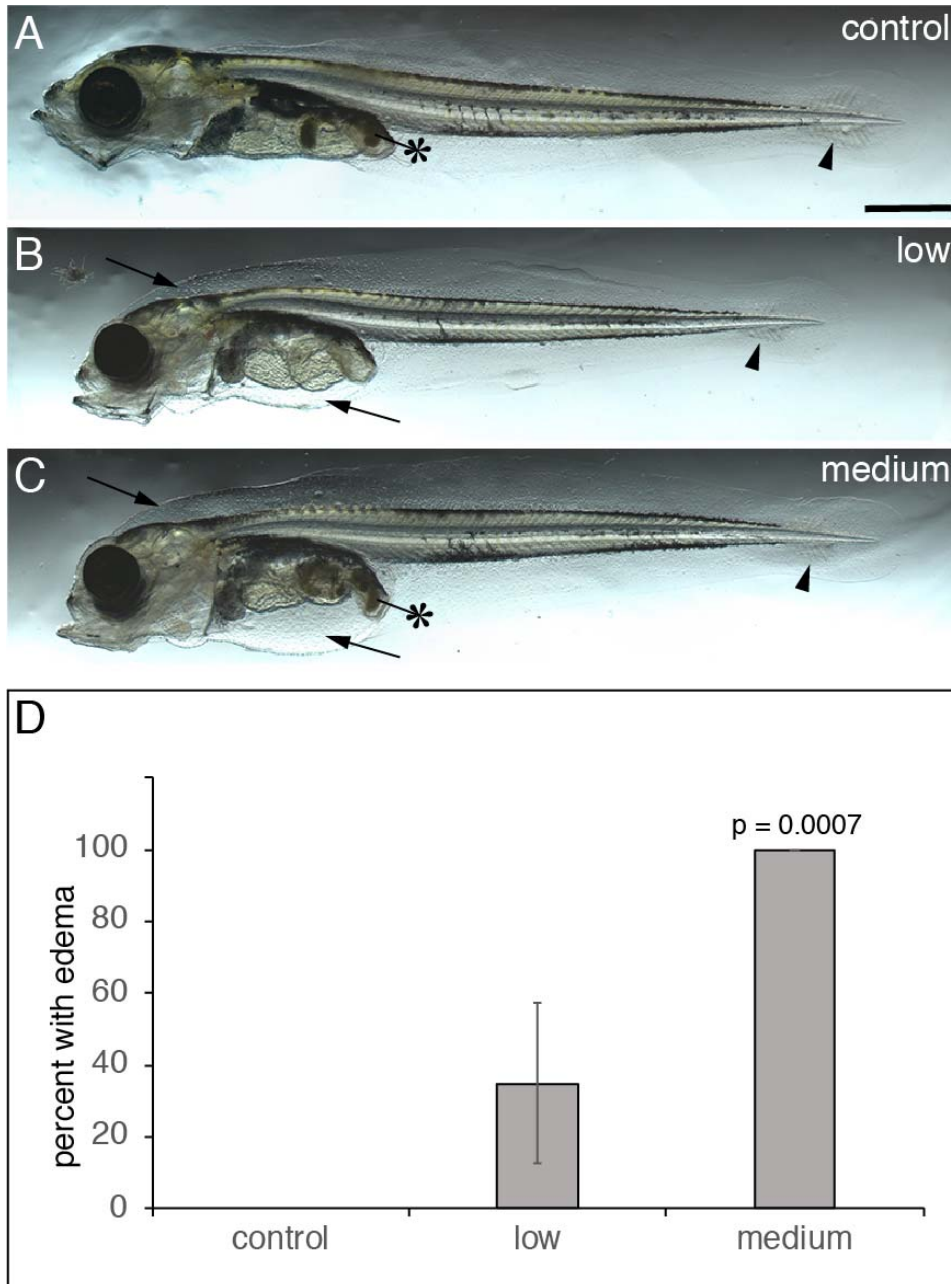 A
control
*
B
low
C
medium
*
D
p = 0.0007
percent with edema
100
80
60
40
20
0
control
low
medium